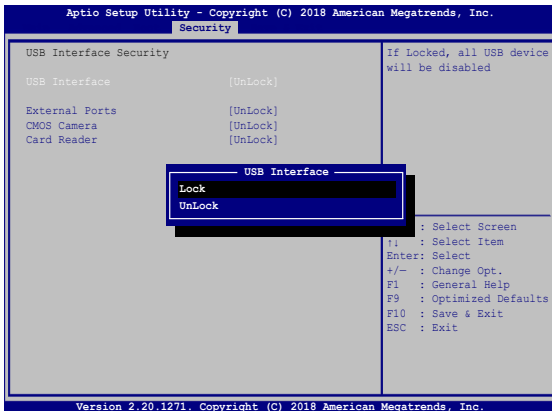 Aptio Setup Utility - Copyright (C) 2018 American Megatrends, Inc.
Security
USB Interface Security
USB Interface [UnLock]
External Ports [UnLock]
CMOS Camera [UnLock]
Card Reader [UnLock]
If Locked, all USB device
will be disabled
USB Interface
Lock
UnLock
: Select Screen
↑↓ : Select Item
Enter: Select
+/— : Change Opt.
F1 : General Help
F9 : Optimized Defaults
F10 : Save & Exit
ESC : Exit
Version 2.20.1271. Copyright (C) 2018 American Megatrends, Inc.